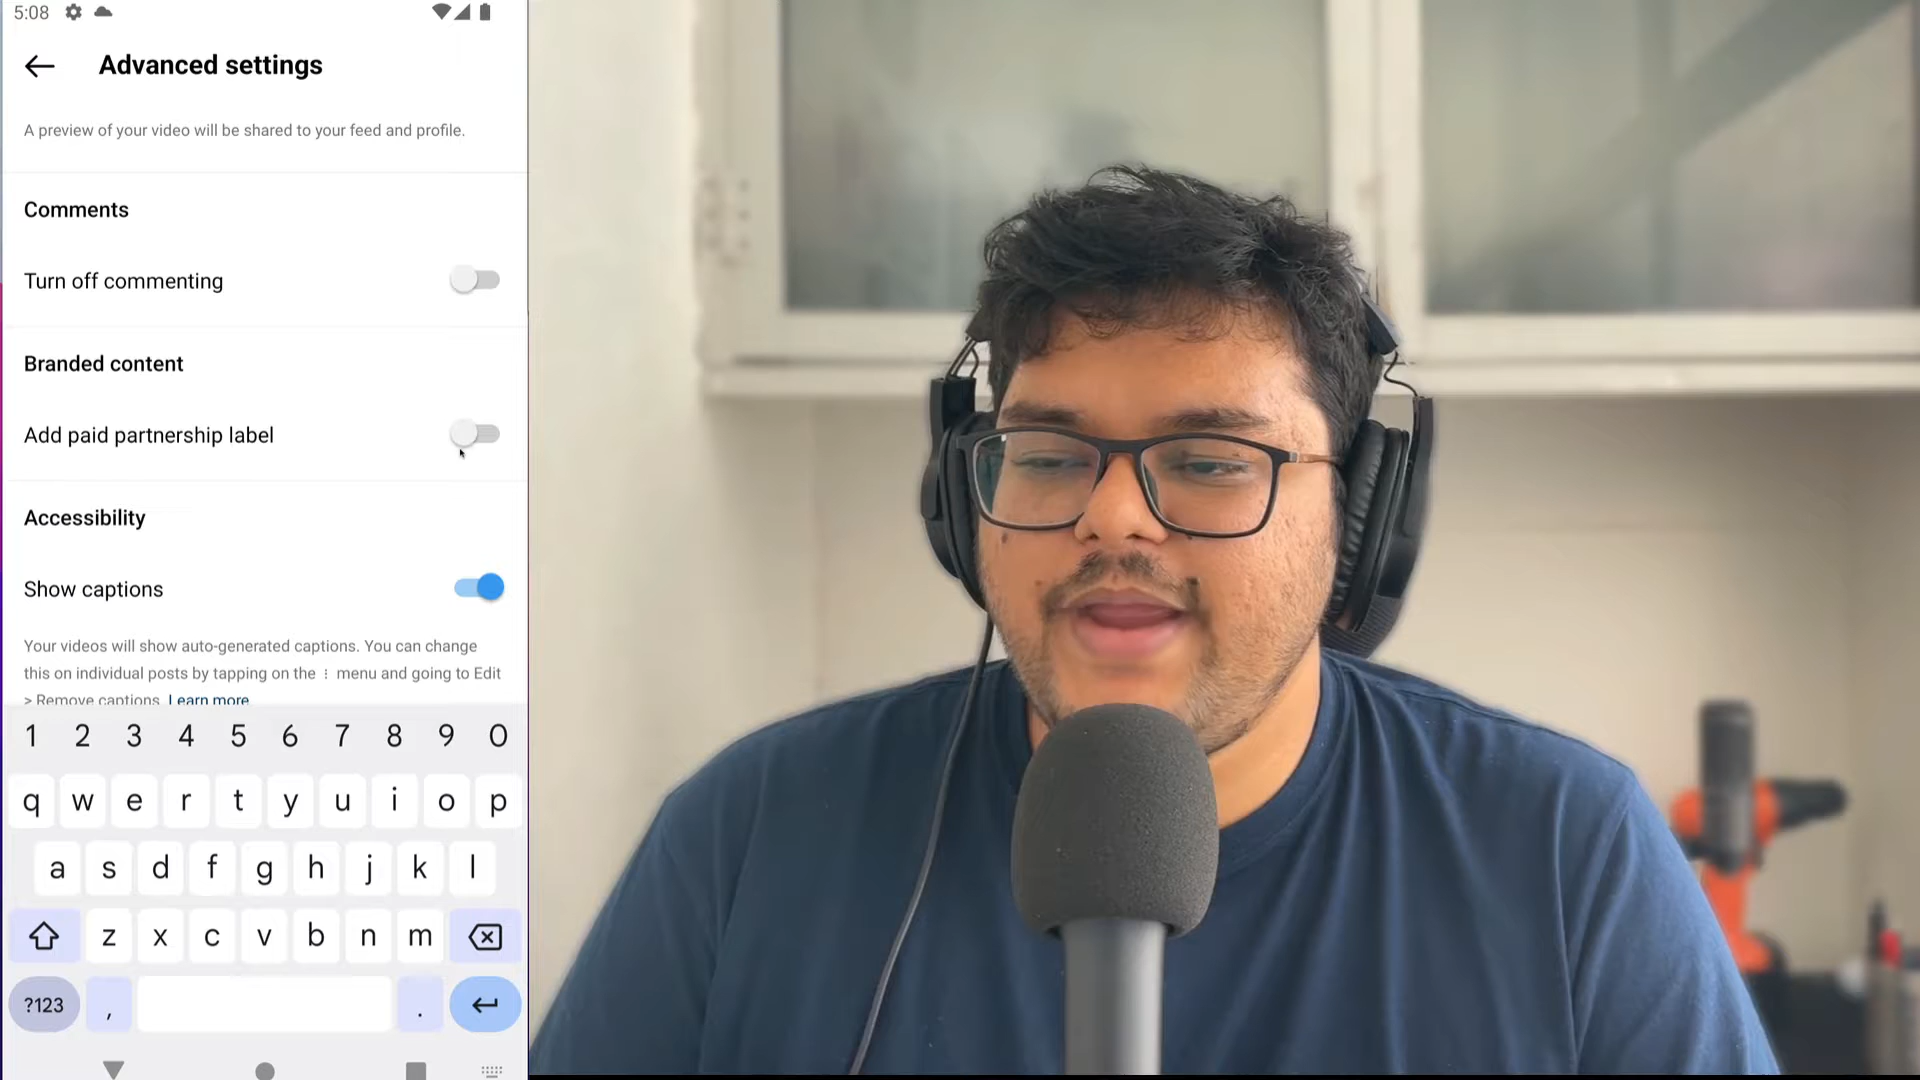 5:08
Advanced settings
A preview of your video will be shared to your feed and profile.
Comments
Turn off commenting
Branded content
Add paid partnership label
Accessibility
Show captions
Your videos will show auto-generated captions. You can change
this on individual posts by tapping on the ⋮ menu and going to Edit
> Remove captions. Learn more
1 2 3 4 5 6 7 8 9 0
q w e r t y u i o p
a s d f g h j k l
z x c v b n m
?123 , .